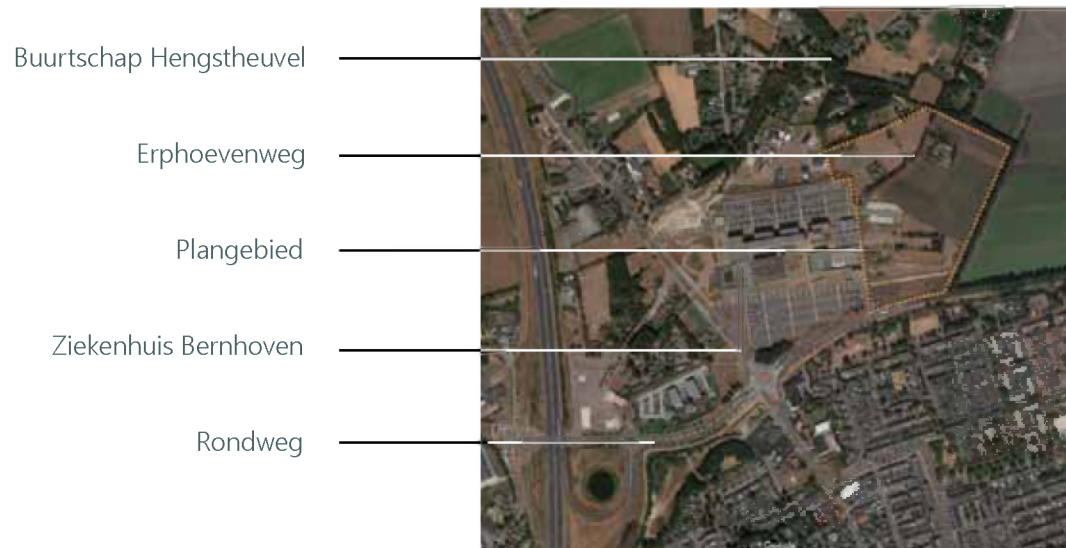 Buurtschap Hengstheuvel
Erphoevenweg
Plangebied
Ziekenhuis Bernhoven
Rondweg